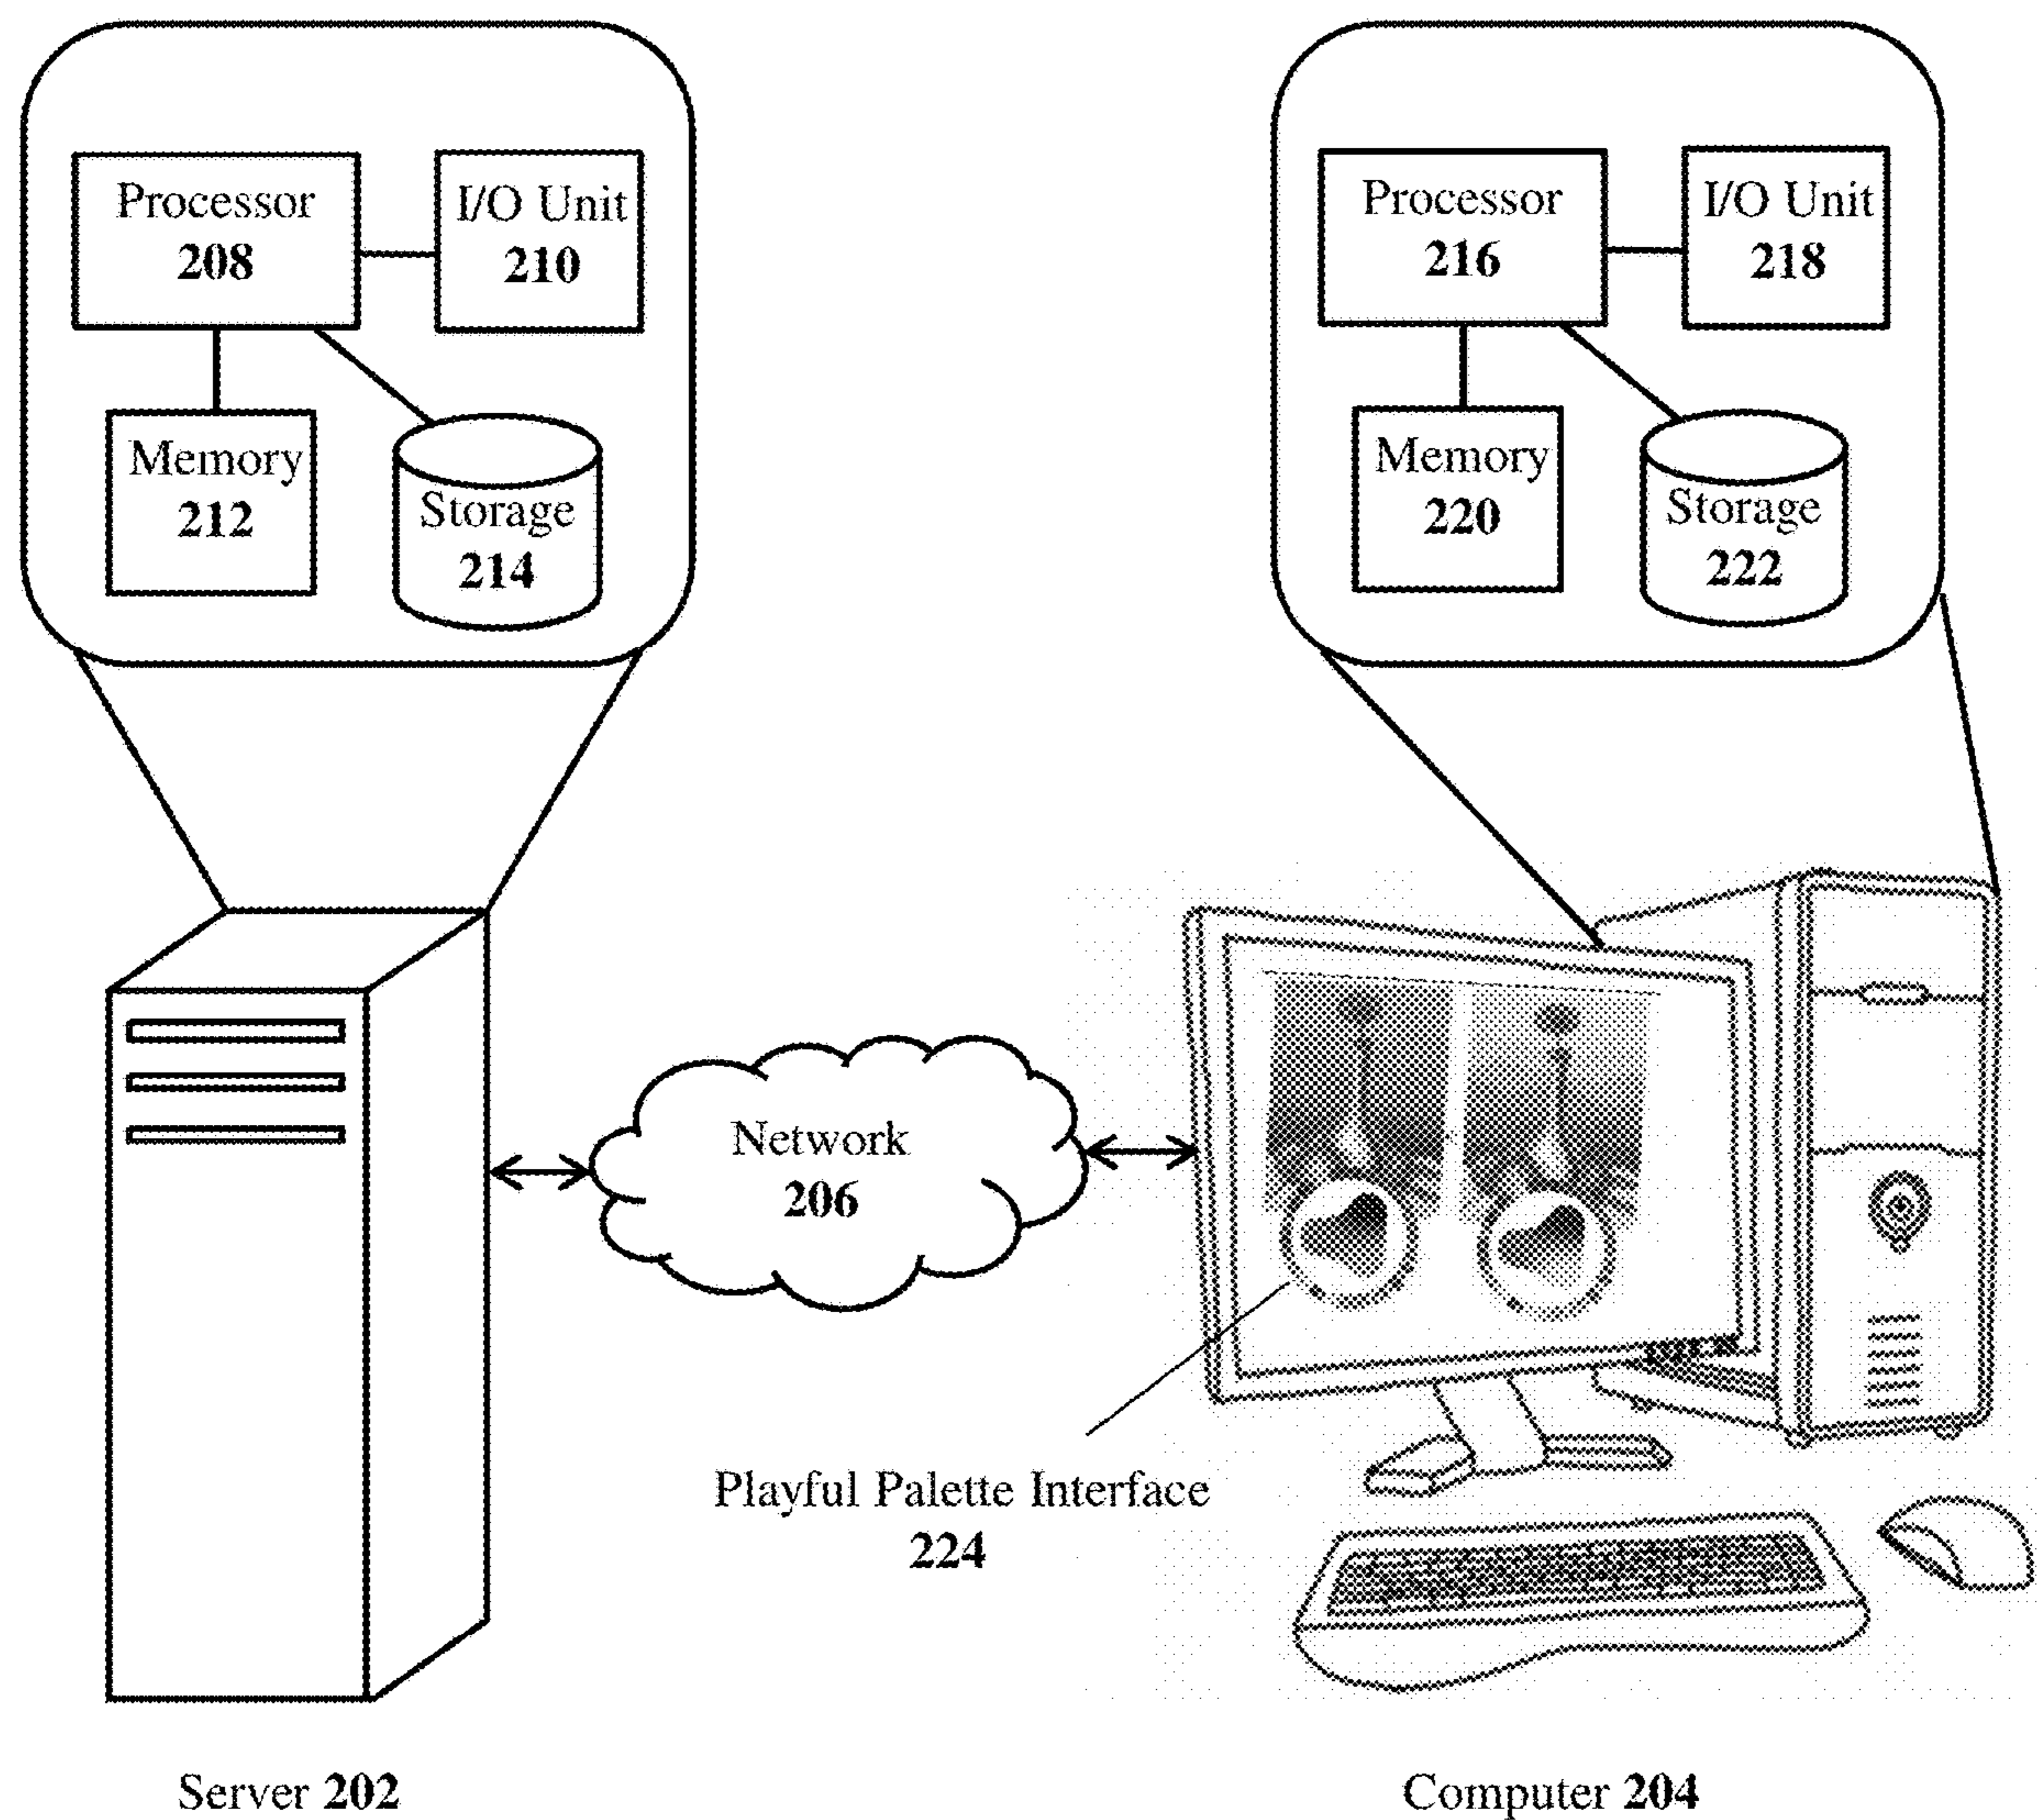 Processor
208
I/O Unit
210
Memory
212
Storage
214
Processor
216
I/O Unit
218
Memory
220
Storage
222
Network
206
Playful Palette Interface
224
Server 202
Computer 204